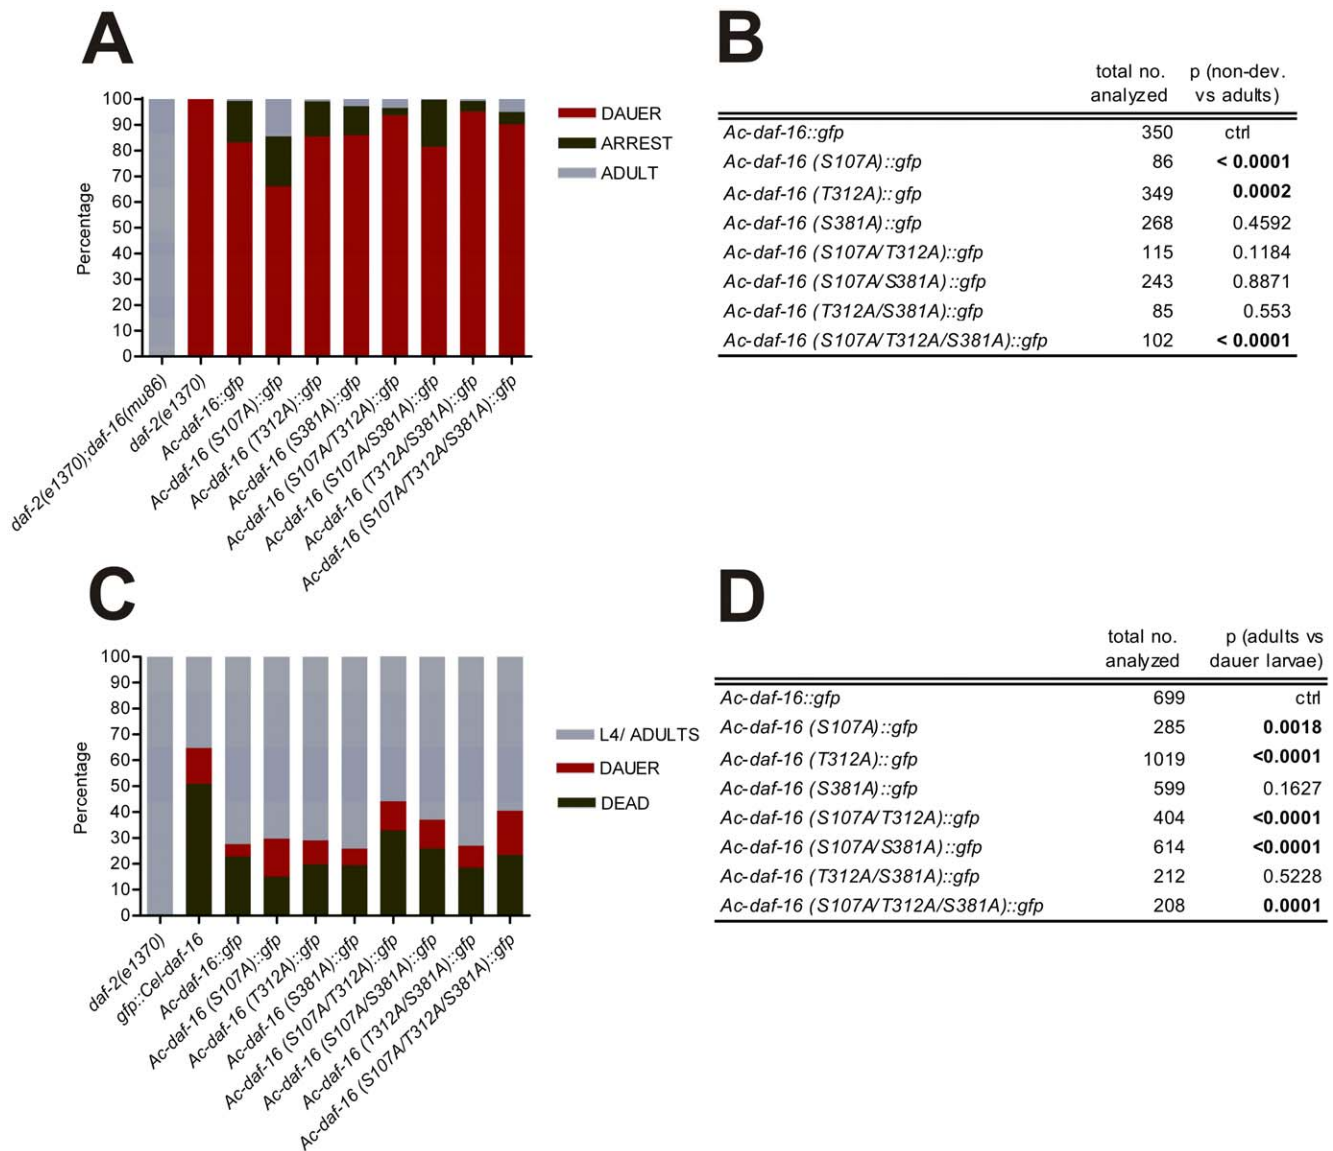 A
100
90
80
70
60
50
40
30
20
10
0
Percentage
DAUER
ARREST
ADULT
daf-2(e1370);daf-16(mu86)
daf-2(e1370)
Ac-daf-16::gfp
Ac-daf-16 (S107A)::gfp
Ac-daf-16 (T312A)::gfp
Ac-daf-16 (S381A)::gfp
Ac-daf-16 (S107A/T312A)::gfp
Ac-daf-16 (S107A/S381A)::gfp
Ac-daf-16 (T312A/S381A)::gfp
Ac-daf-16 (S107A/T312A/S381A)::gfp
B
total no. p (non-dev.
analyzed vs adults)
Ac-daf-16::gfp 350 ctrl
Ac-daf-16 (S107A)::gfp 86 < 0.0001
Ac-daf-16 (T312A)::gfp 349 0.0002
Ac-daf-16 (S381A)::gfp 268 0.4592
Ac-daf-16 (S107A/T312A)::gfp 115 0.1184
Ac-daf-16 (S107A/S381A)::gfp 243 0.8871
Ac-daf-16 (T312A/S381A)::gfp 85 0.553
Ac-daf-16 (S107A/T312A/S381A)::gfp 102 < 0.0001
C
100
90
80
70
60
50
40
30
20
10
0
Percentage
L4/ ADULTS
DAUER
DEAD
daf-2(e1370)
gfp::Cel-daf-16
Ac-daf-16::gfp
Ac-daf-16 (S107A)::gfp
Ac-daf-16 (T312A)::gfp
Ac-daf-16 (S381A)::gfp
Ac-daf-16 (S107A/T312A)::gfp
Ac-daf-16 (S107A/S381A)::gfp
Ac-daf-16 (T312A/S381A)::gfp
Ac-daf-16 (S107A/T312A/S381A)::gfp
D
total no. p (adults vs
analyzed dauer larvae)
Ac-daf-16::gfp 699 ctrl
Ac-daf-16 (S107A)::gfp 285 0.0018
Ac-daf-16 (T312A)::gfp 1019 <0.0001
Ac-daf-16 (S381A)::gfp 599 0.1627
Ac-daf-16 (S107A/T312A)::gfp 404 <0.0001
Ac-daf-16 (S107A/S381A)::gfp 614 <0.0001
Ac-daf-16 (T312A/S381A)::gfp 212 0.5228
Ac-daf-16 (S107A/T312A/S381A)::gfp 208 0.0001